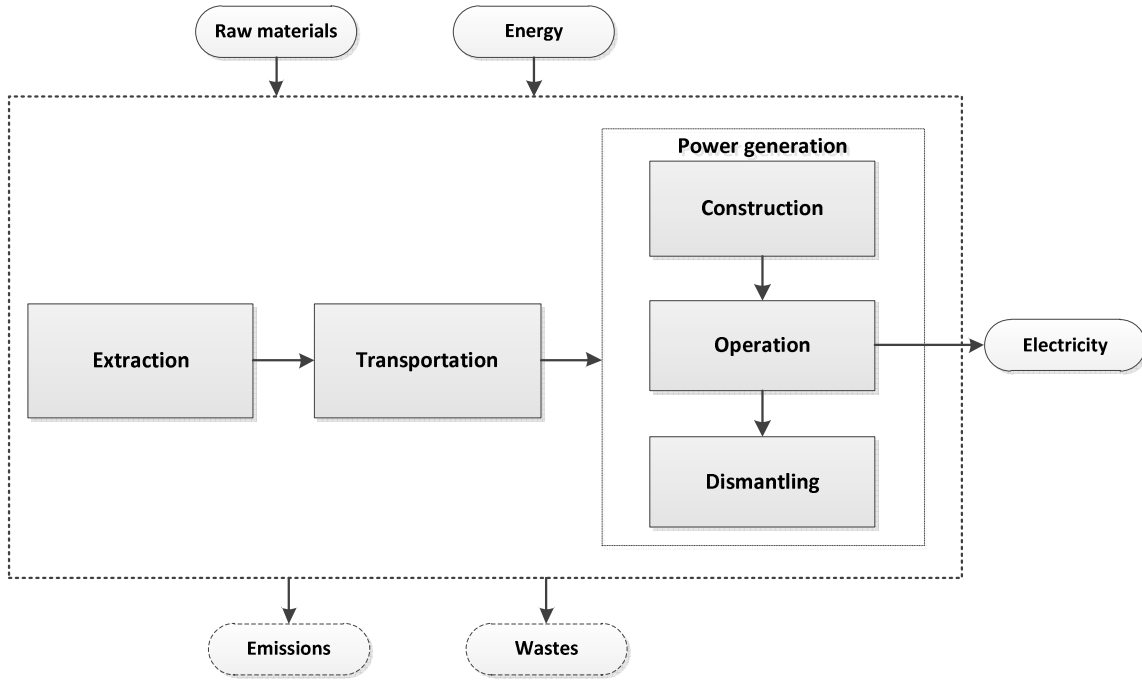 Raw materials
Energy
Power generation
Construction
Extraction
Transportation
Operation
Electricity
Dismantling
Emissions
Wastes